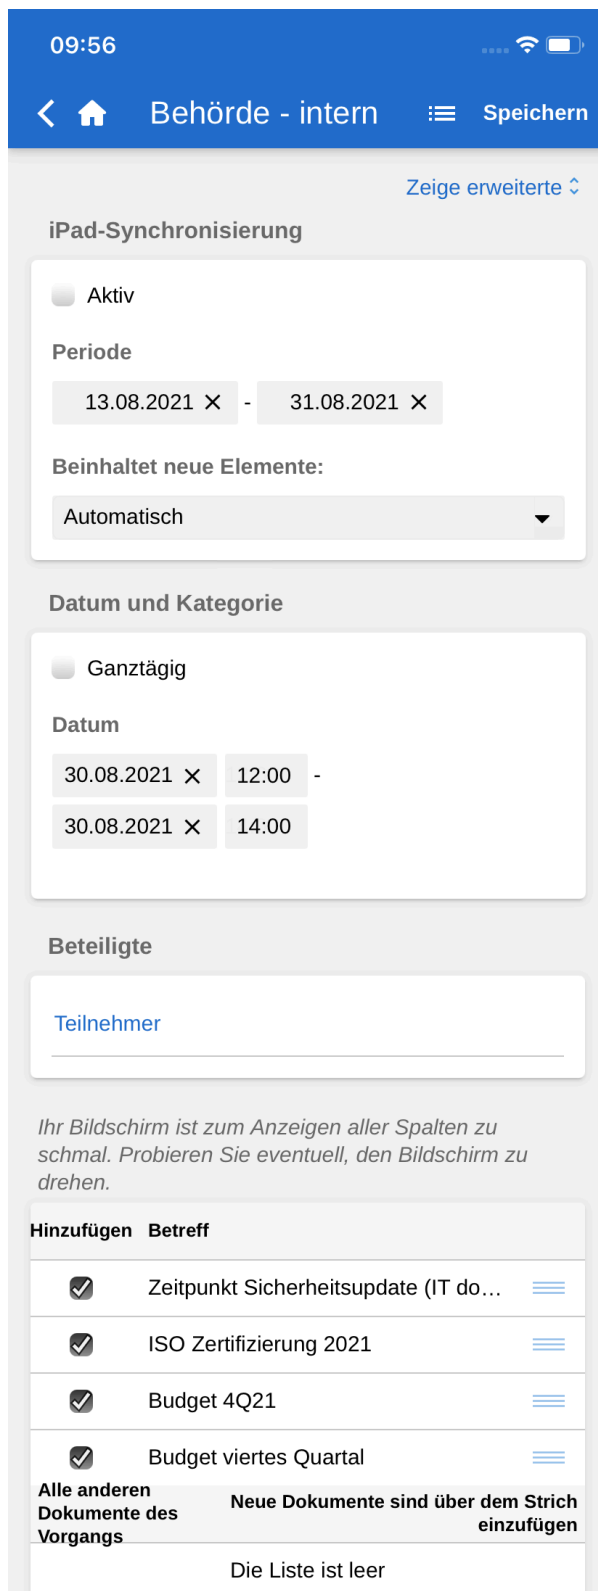 09:56
Behörde - intern
Speichern
Zeige erweiterte
iPad-Synchronisierung
Aktiv
Periode
13.08.2021 - 31.08.2021
Beinhaltet neue Elemente:
Automatisch
Datum und Kategorie
Ganztägig
Datum
30.08.2021 12:00 -
30.08.2021 14:00
Beteiligte
Teilnehmer
Ihr Bildschirm ist zum Anzeigen aller Spalten zu
schmal. Probieren Sie eventuell, den Bildschirm zu
drehen.
Hinzufügen Betreff
Zeitpunkt Sicherheitsupdate (IT do…
ISO Zertifizierung 2021
Budget 4Q21
Budget viertes Quartal
Alle anderen
Dokumente des
Vorgangs
Neue Dokumente sind über dem Strich
einzufügen
Die Liste ist leer